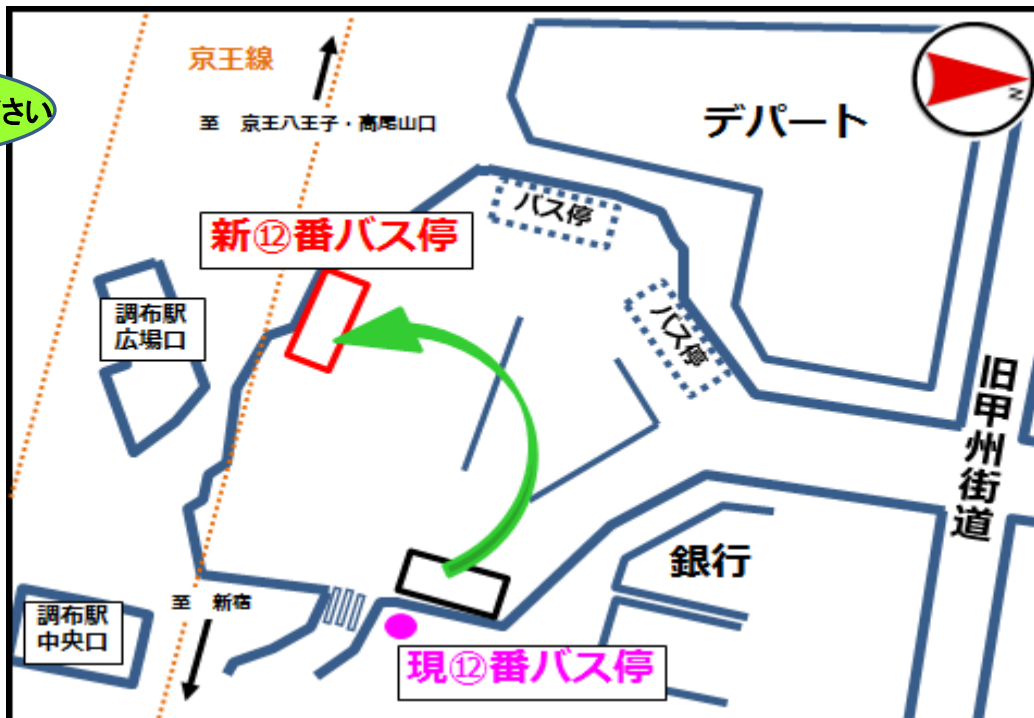 京王線
さい
至 京王八王子・高尾山口
デパート
N
バス停
新⑫番バス停
調布駅
広場口
バス停
旧甲州街道
銀行
至 新宿
調布駅
中央口
現⑫番バス停